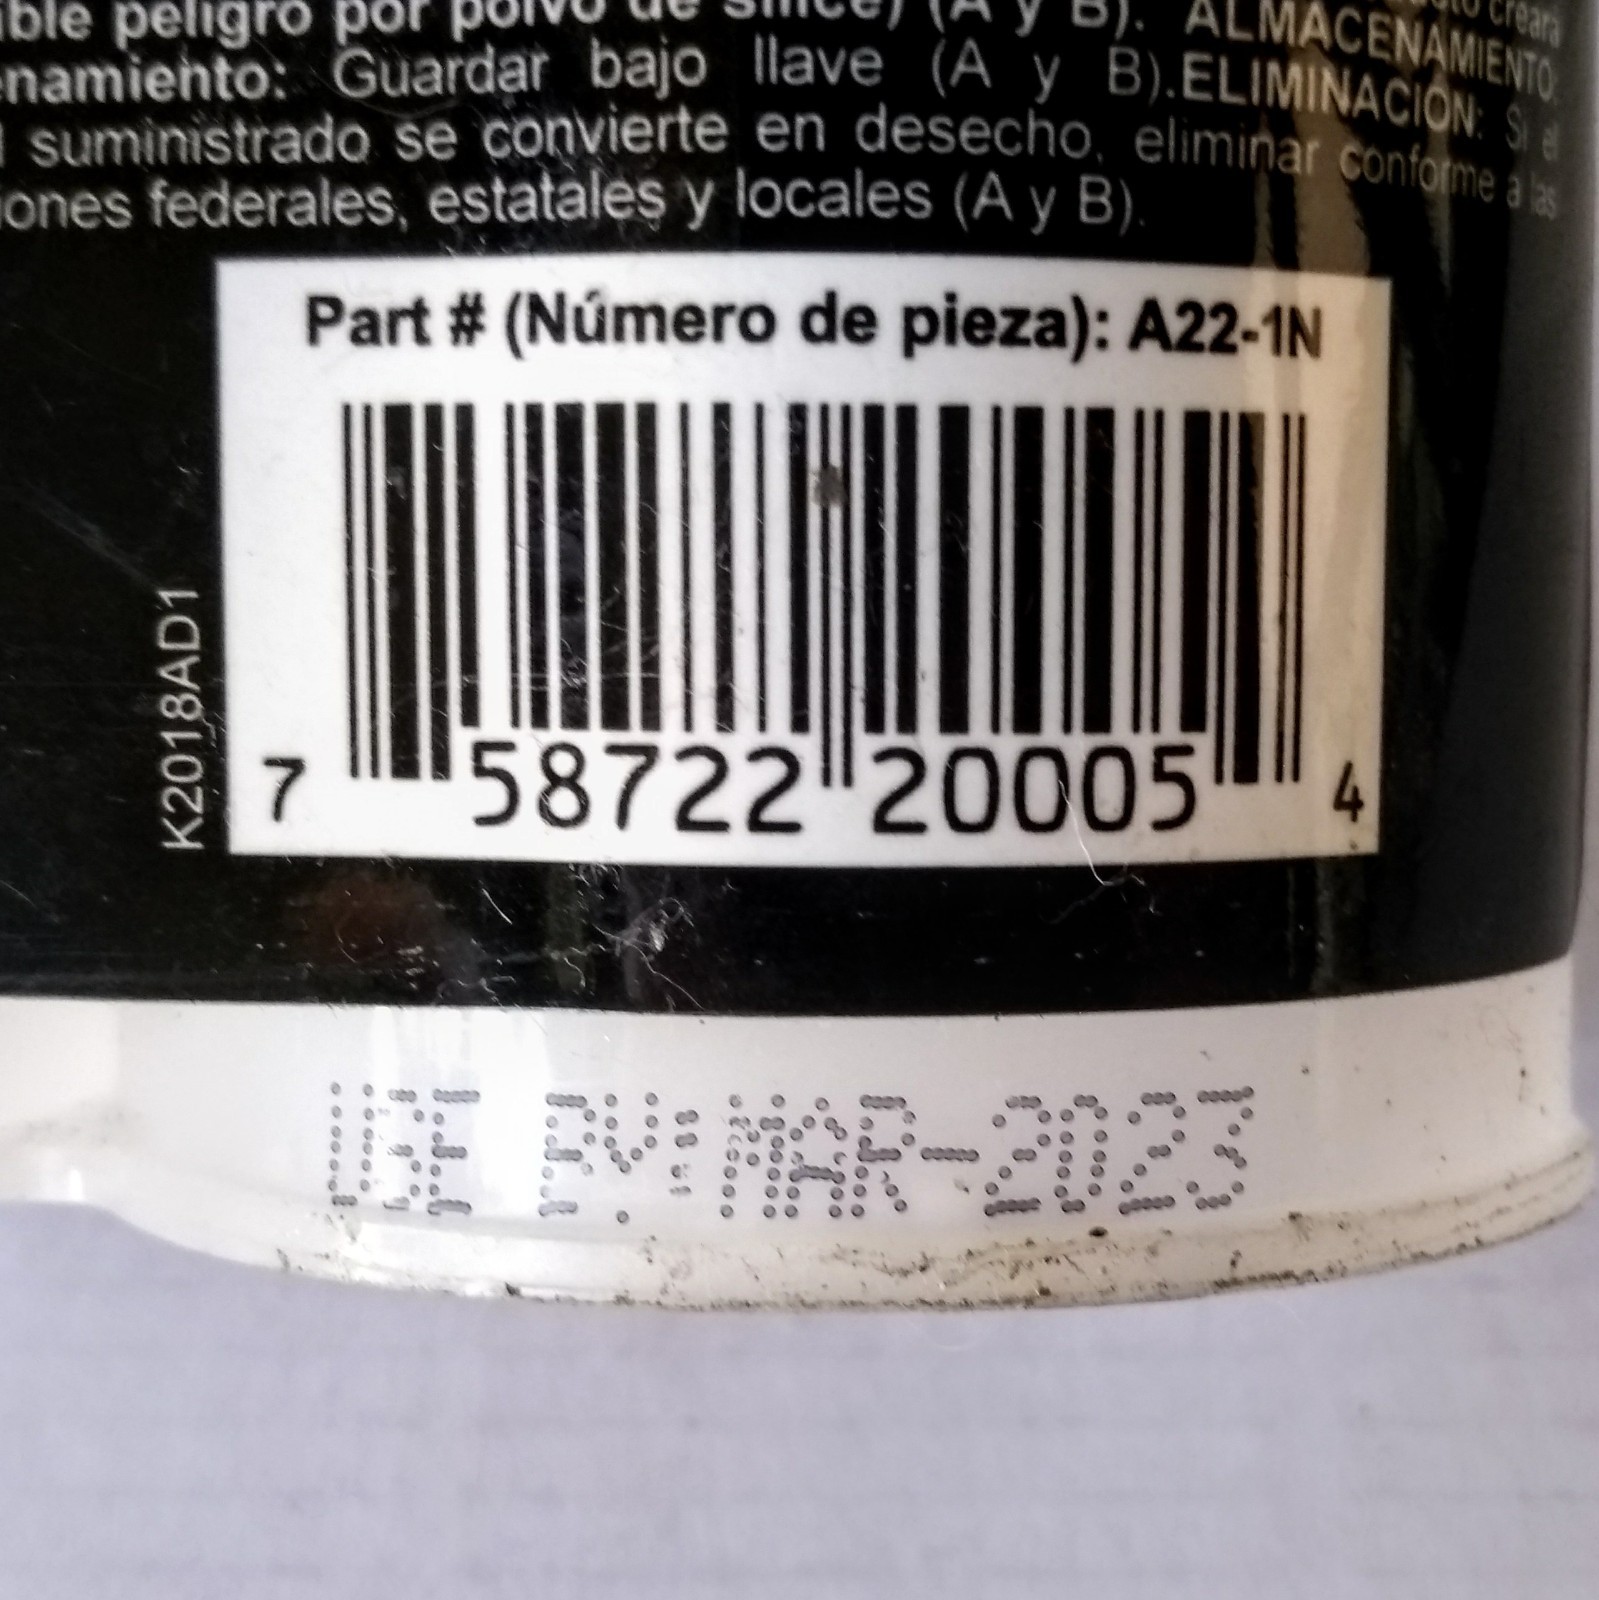 peligro por polvo de sílice) (A y B). ALMACENAMIENTO:
Guardar bajo llave (A y B).ELIMINACIÓN: Si el
suministrado se convierte en desecho, eliminar conforme a las
federales, estatales y locales (A y B).
Part # (Número de pieza): A22-1N
K2018AD1
7 58722 20005 4
USE BY:MAR-2023